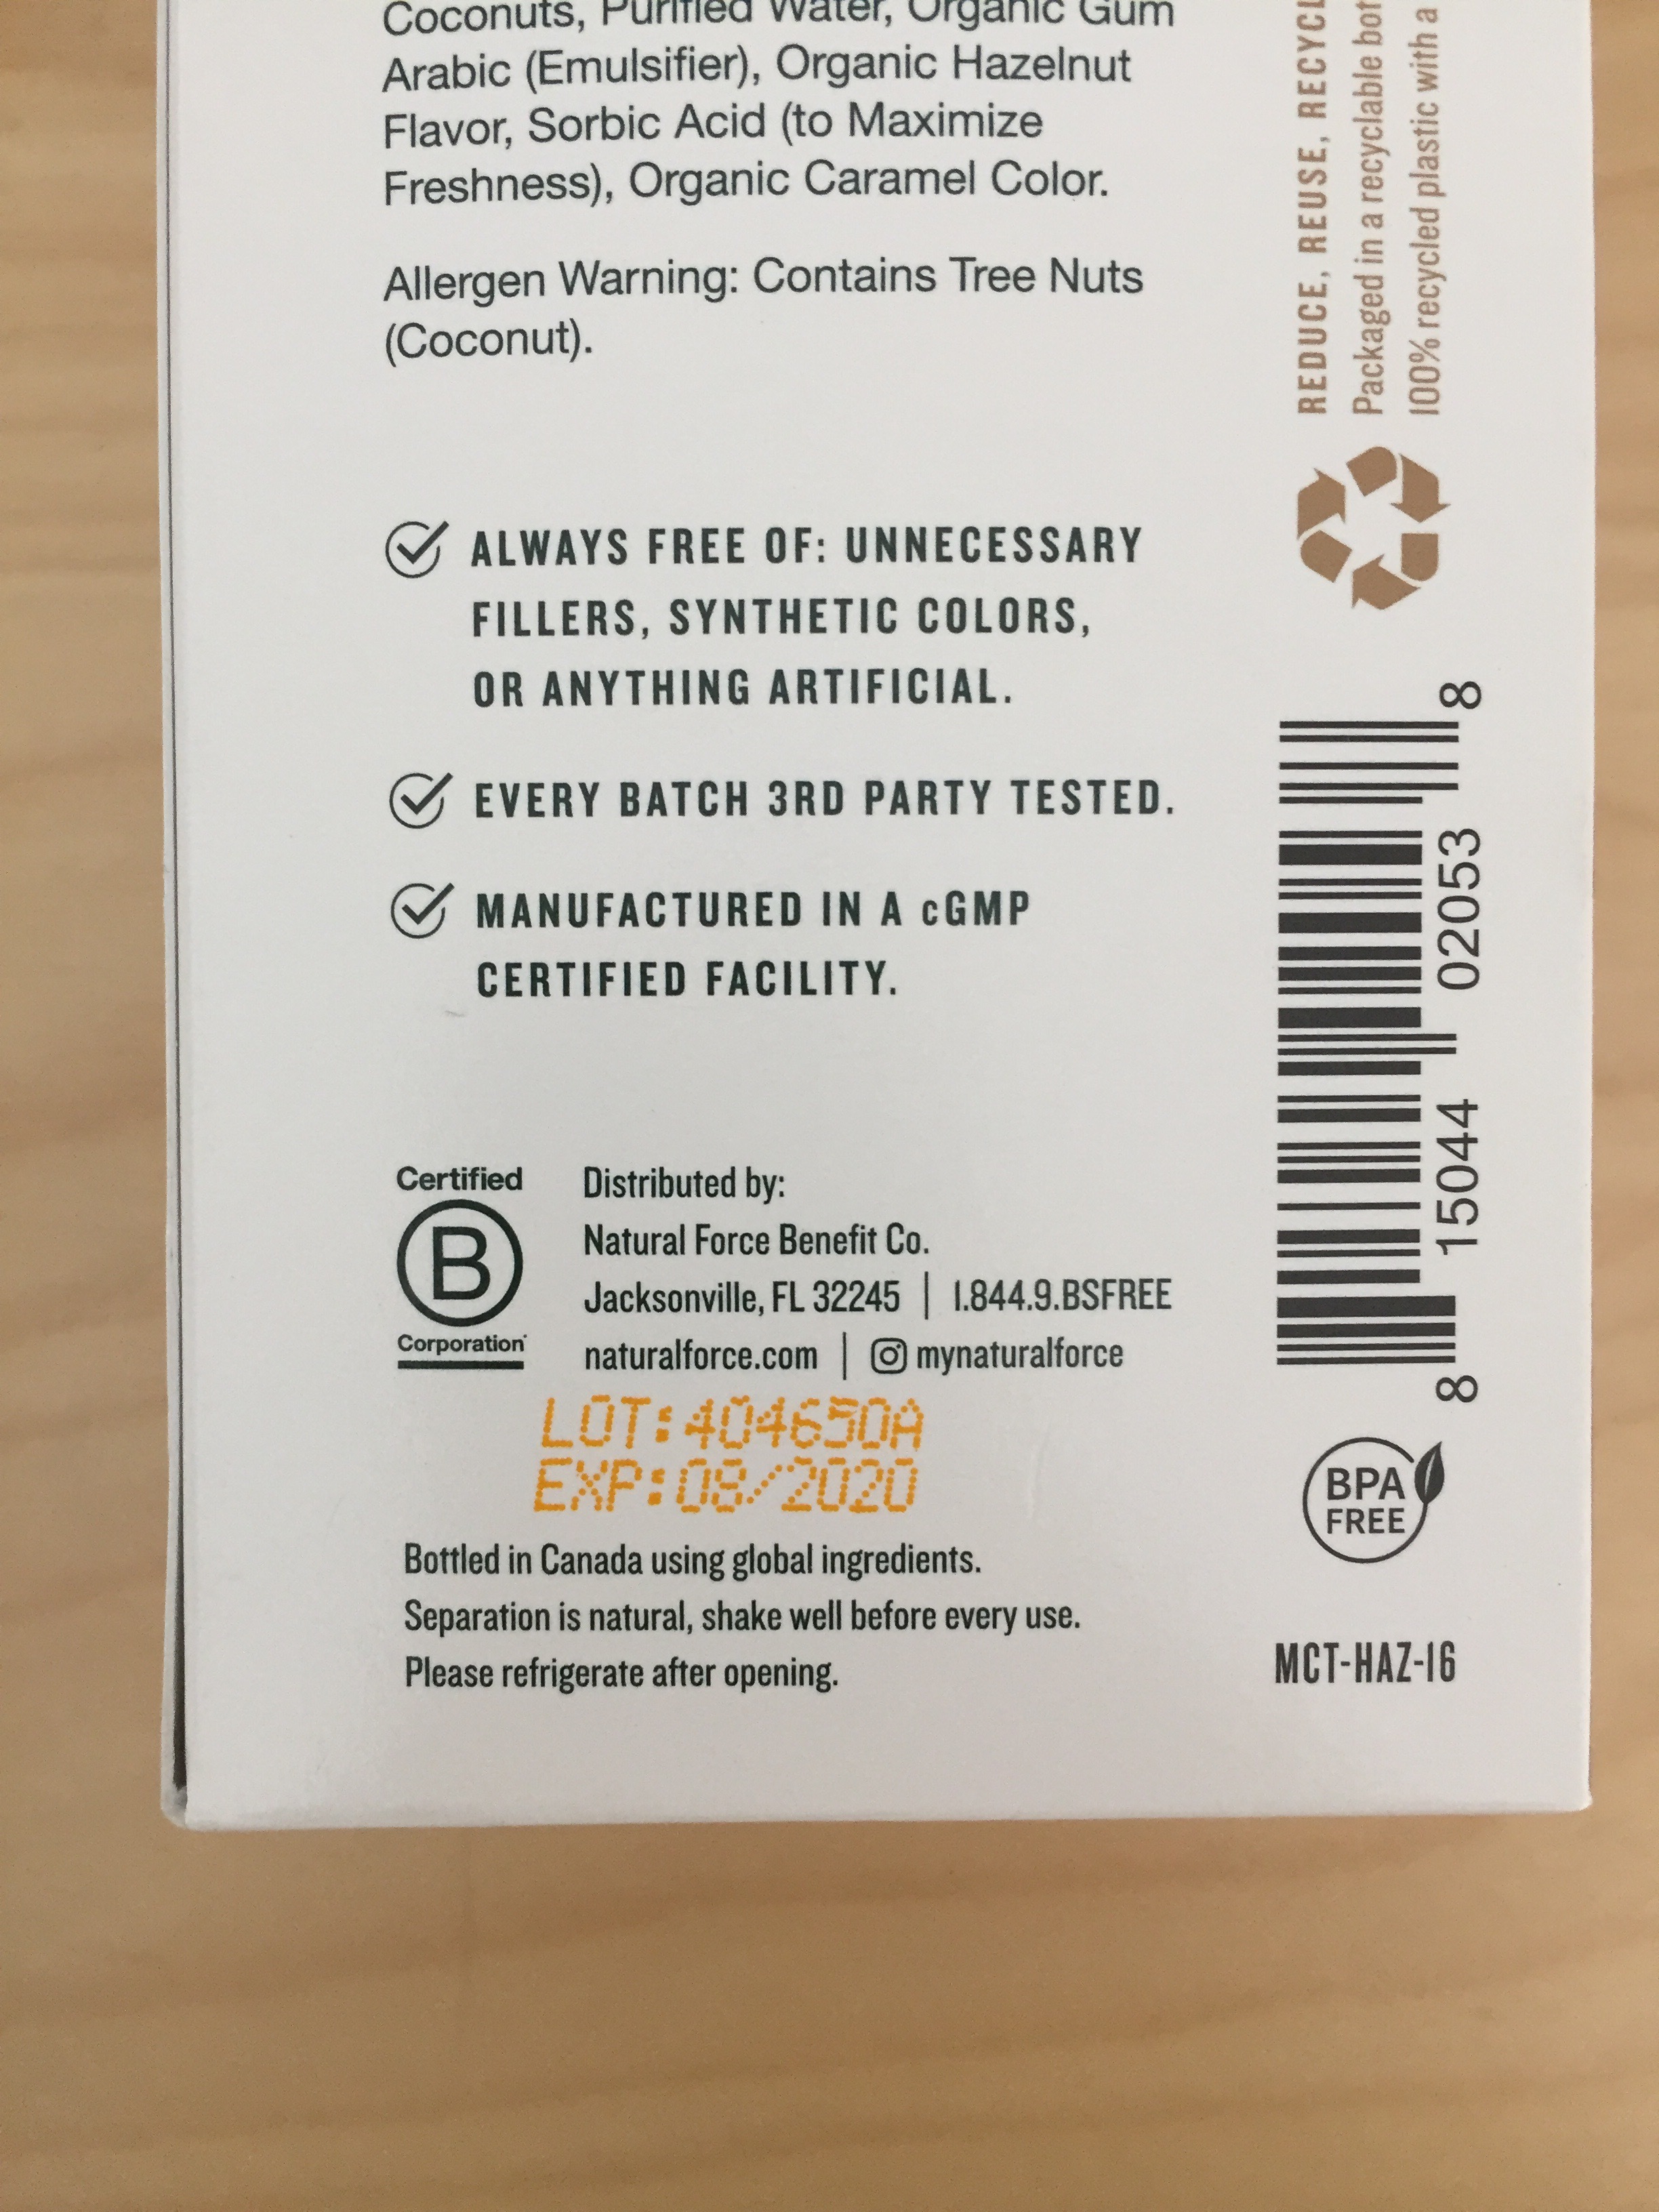 Coconuts, Purified Water, Organic Gum
Arabic (Emulsifier), Organic Hazelnut
Flavor, Sorbic Acid (to Maximize
Freshness), Organic Caramel Color.
Allergen Warning: Contains Tree Nuts
(Coconut).
ALWAYS FREE OF: UNNECESSARY
FILLERS, SYNTHETIC COLORS,
OR ANYTHING ARTIFICIAL.
EVERY BATCH 3RD PARTY TESTED.
MANUFACTURED IN A cGMP
CERTIFIED FACILITY.
Certified
B
Corporation
Distributed by:
Natural Force Benefit Co.
Jacksonville, FL 32245 | 1.844.9.BSFREE
naturalforce.com | mynaturalforce
LOT:404650A
EXP:08/2020
Bottled in Canada using global ingredients.
Separation is natural, shake well before every use.
Please refrigerate after opening.
REDUCE, REUSE,
Packaged in a recyclable
100% recycled plastic with a
8 15044 02053 8
BPA
FREE
MCT-HAZ-16